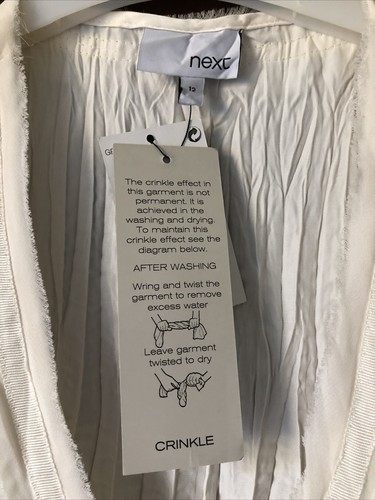 next
12
GE
The crinkle effect in
this garment is not
permanent. It is
achieved in the
washing and drying.
To maintain this
crinkle effect see the
diagram below.
AFTER WASHING
Wring and twist the
garment to remove
excess water
Leave garment
twisted to dry
CRINKLE